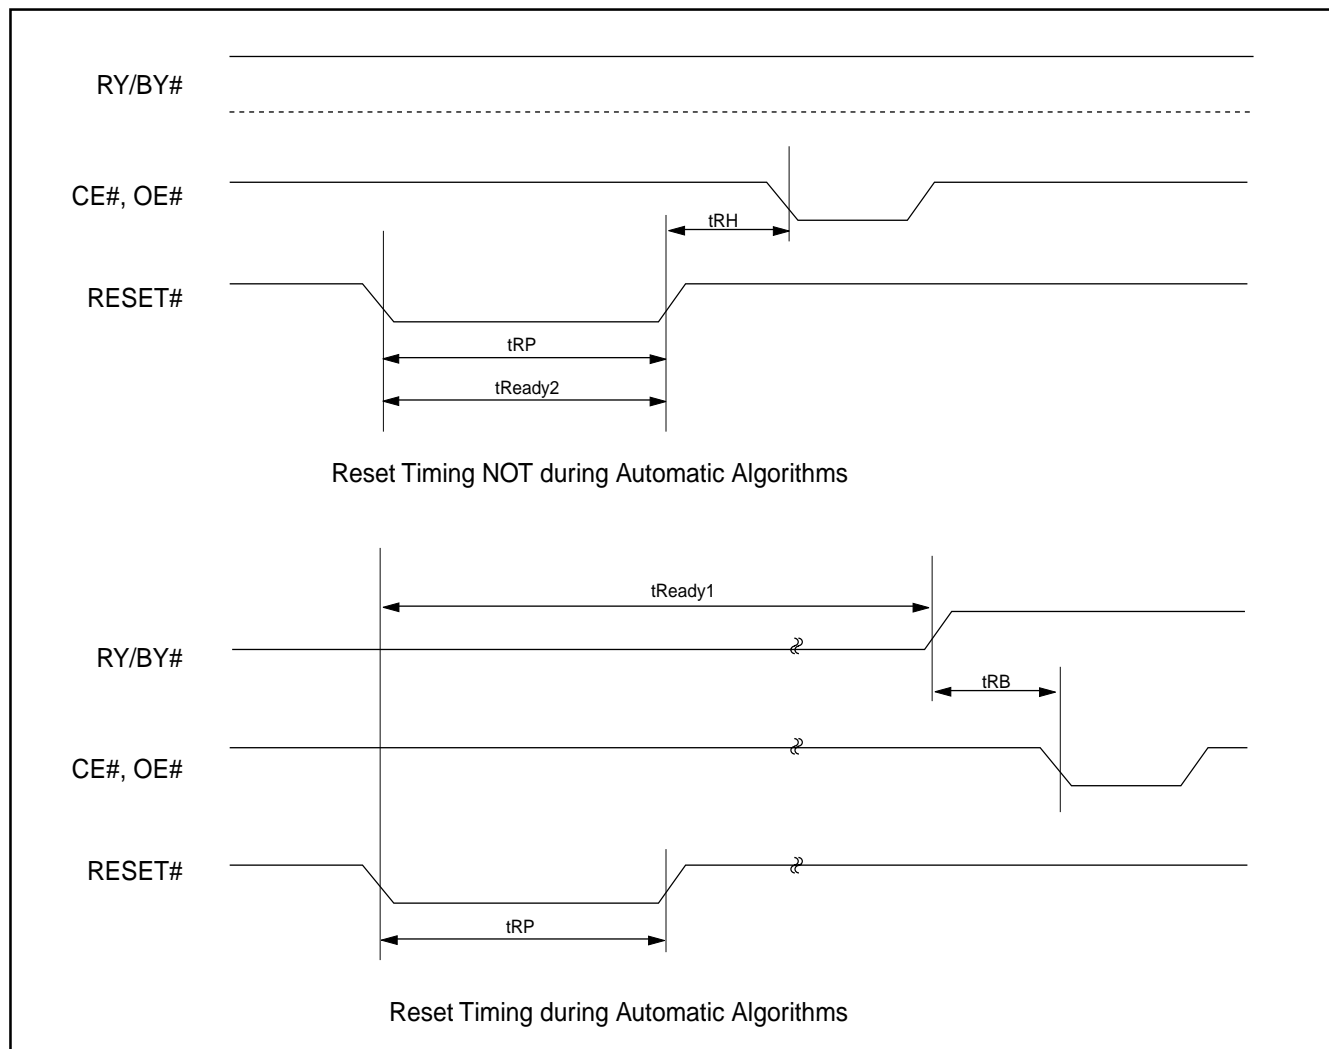 RY/BY#
CE#, OE#
tRH
RESET#
tRP
tReady2
Reset Timing NOT during Automatic Algorithms
tReady1
RY/BY#
tRB
CE#, OE#
RESET#
tRP
Reset Timing during Automatic Algorithms